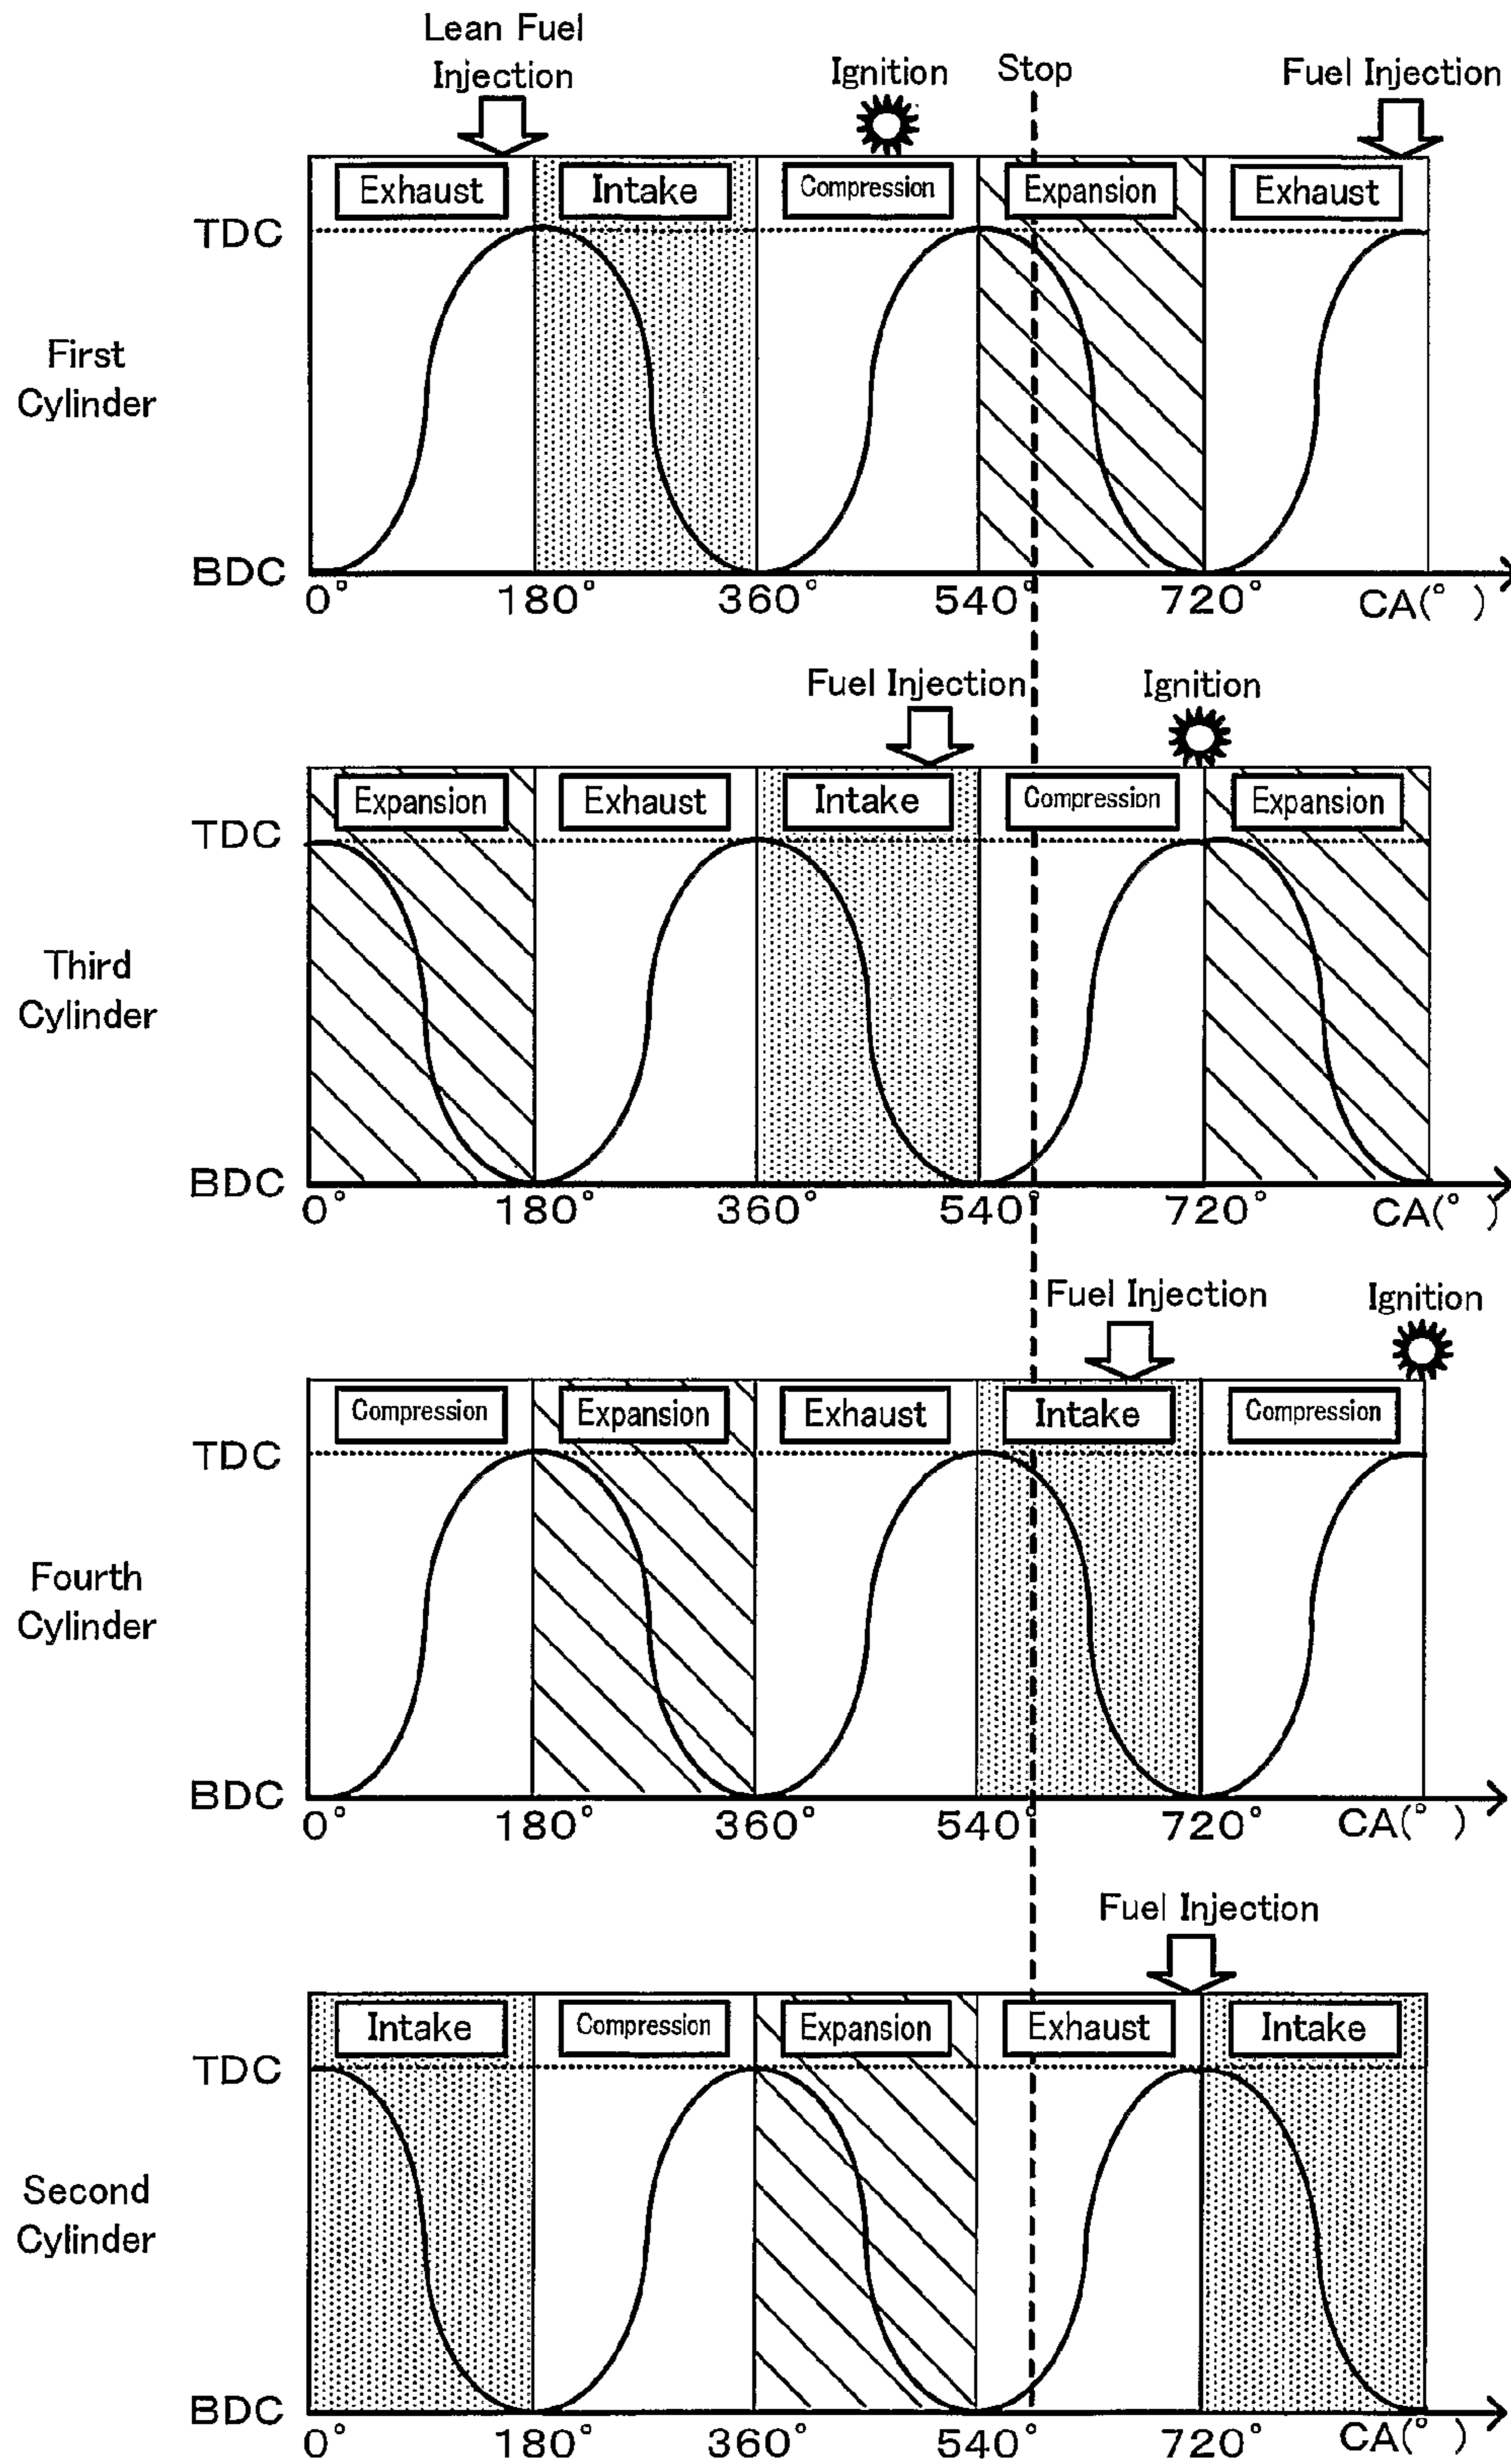 Lean Fuel
Injection
Ignition
Stop
Fuel Injection
Exhaust
Intake
Compression
Expansion
Exhaust
TDC
First
Cylinder
BDC
0° 180° 360° 540° 720° CA(° )
Fuel Injection
Ignition
Expansion
Exhaust
Intake
Compression
Expansion
TDC
Third
Cylinder
BDC
0° 180° 360° 540° 720° CA(° )
Fuel Injection
Ignition
Compression
Expansion
Exhaust
Intake
Compression
TDC
Fourth
Cylinder
BDC
0° 180° 360° 540° 720° CA(° )
Fuel Injection
Intake
Compression
Expansion
Exhaust
Intake
TDC
Second
Cylinder
BDC
0° 180° 360° 540° 720° CA(° )